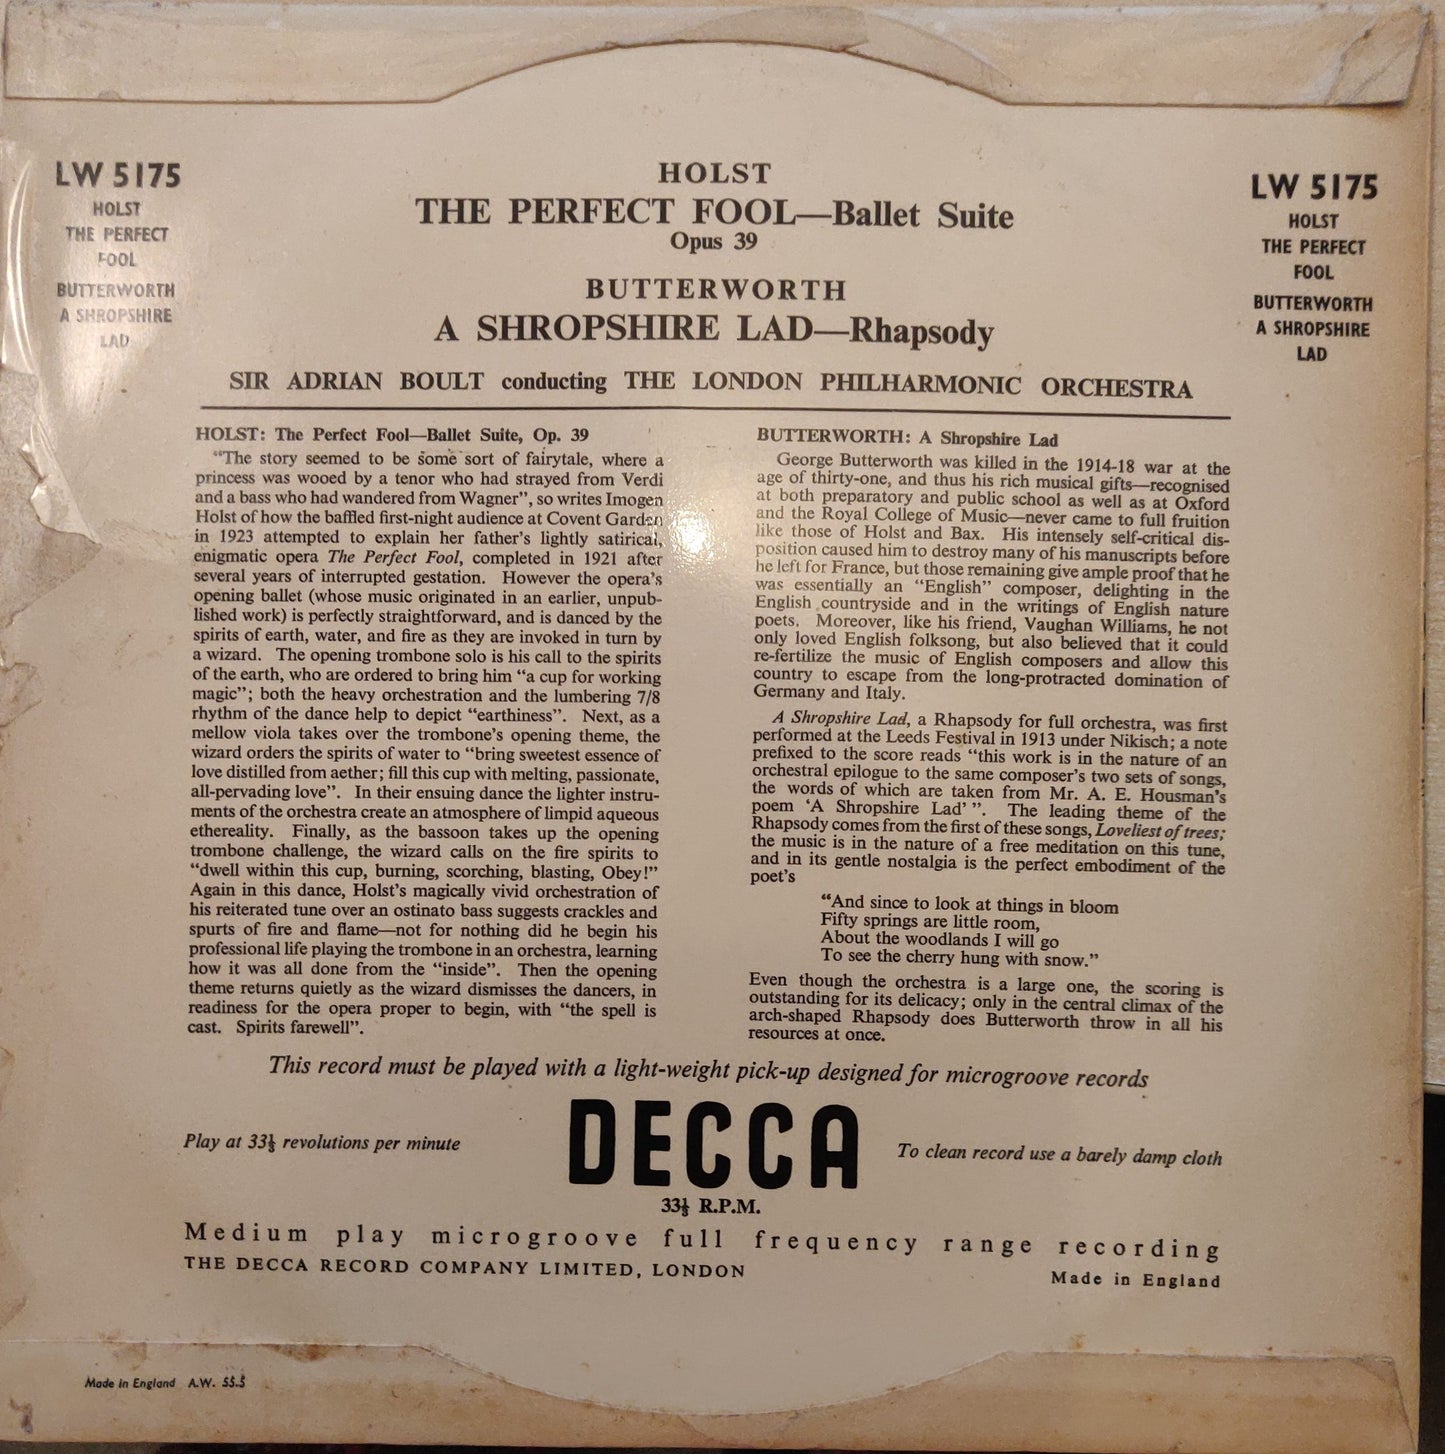 LW 5175
HOLST
THE PERFECT
FOOL
BUTTERWORTH
A SHROPSHIRE
LAD
HOLST
THE PERFECT FOOL—Ballet Suite
Opus 39
BUTTERWORTH
A SHROPSHIRE LAD—Rhapsody
SIR ADRIAN BOULT conducting THE LONDON PHILHARMONIC ORCHESTRA
LW 5175
HOLST
THE PERFECT
FOOL
BUTTERWORTH
A SHROPSHIRE
LAD
HOLST: The Perfect Fool—Ballet Suite, Op. 39
“The story seemed to be some sort of fairytale, where a
princess was wooed by a tenor who had strayed from Verdi
and a bass who had wandered from Wagner”, so writes Imogen
Holst of how the baffled first-night audience at Covent Garden
in 1923 attempted to explain her father's lightly satirical,
enigmatic opera The Perfect Fool, completed in 1921 after
several years of interrupted gestation. However the opera's
opening ballet (whose music originated in an earlier, unpub-
lished work) is perfectly straightforward, and is danced by the
spirits of earth, water, and fire as they are invoked in turn by
a wizard. The opening trombone solo is his call to the spirits
of the earth, who are ordered to bring him “a cup for working
magic”; both the heavy orchestration and the lumbering 7/8
rhythm of the dance help to depict “earthiness”. Next, as a
mellow viola takes over the trombone's opening theme, the
wizard orders the spirits of water to “bring sweetest essence of
love distilled from aether; fill this cup with melting, passionate,
all-pervading love”. In their ensuing dance the lighter instru-
ments of the orchestra create an atmosphere of limpid aqueous
ethereality. Finally, as the bassoon takes up the opening
trombone challenge, the wizard calls on the fire spirits to
“dwell within this cup, burning, scorching, blasting, Obey!”
Again in this dance, Holst's magically vivid orchestration of
his reiterated tune over an ostinato bass suggests crackles and
spurts of fire and flame—not for nothing did he begin his
professional life playing the trombone in an orchestra, learning
how it was all done from the “inside”. Then the opening
theme returns quietly as the wizard dismisses the dancers, in
readiness for the opera proper to begin, with “the spell is
cast. Spirits farewell”.
BUTTERWORTH: A Shropshire Lad
George Butterworth was killed in the 1914-18 war at the
age of thirty-one, and thus his rich musical gifts—recognised
at both preparatory and public school as well as at Oxford
and the Royal College of Music—never came to full fruition
like those of Holst and Bax. His intensely self-critical dis-
position caused him to destroy many of his manuscripts before
he left for France, but those remaining give ample proof that he
was essentially an “English” composer, delighting in the
English countryside and in the writings of English nature
poets. Moreover, like his friend, Vaughan Williams, he not
only loved English folksong, but also believed that it could
re-fertilize the music of English composers and allow this
country to escape from the long-protracted domination of
Germany and Italy.
A Shropshire Lad, a Rhapsody for full orchestra, was first
performed at the Leeds Festival in 1913 under Nikisch; a note
prefixed to the score reads “this work is in the nature of an
orchestral epilogue to the same composer's two sets of songs,
the words of which are taken from Mr. A. E. Housman's
poem ‘A Shropshire Lad’ ”. The leading theme of the
Rhapsody comes from the first of these songs, Loveliest of trees;
the music is in the nature of a free meditation on this tune,
and in its gentle nostalgia is the perfect embodiment of the
poet's
“And since to look at things in bloom
Fifty springs are little room,
About the woodlands I will go
To see the cherry hung with snow.”
Even though the orchestra is a large one, the scoring is
outstanding for its delicacy; only in the central climax of the
arch-shaped Rhapsody does Butterworth throw in all his
resources at once.
This record must be played with a light-weight pick-up designed for microgroove records
Play at 33⅓ revolutions per minute
DECCA
To clean record use a barely damp cloth
33⅓ R.P.M.
Medium play microgroove full frequency range recording
THE DECCA RECORD COMPANY LIMITED, LONDON
Made in England
Made in England A.W. 55.5